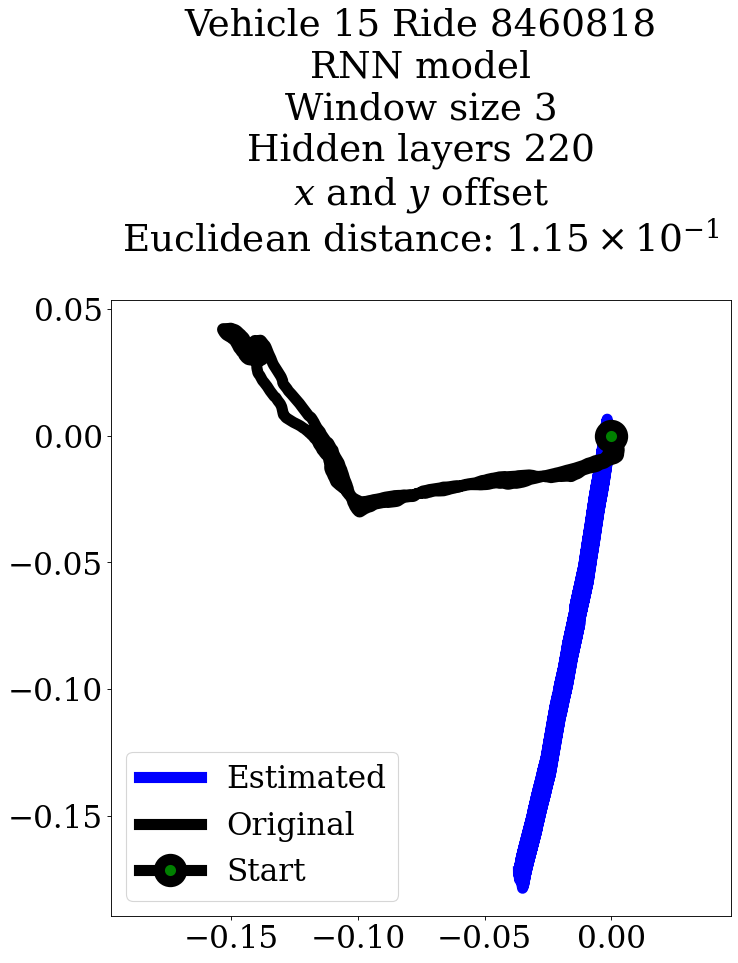 Vehicle 15 Ride 8460818
RNN model
Window size 3
Hidden layers 220
x and y offset
Euclidean distance: 1.15 × 10⁻¹
0.05
0.00
−0.05
−0.10
−0.15
Estimated
Original
Start
−0.15 −0.10 −0.05 0.00